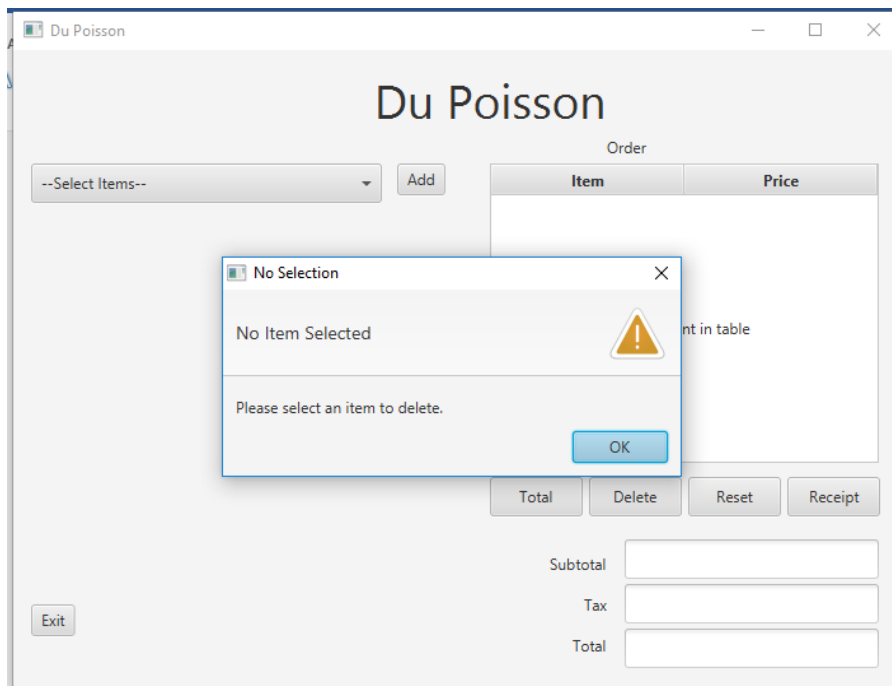 Du Poisson
Du Poisson
Order
--Select Items--
Add
Item
Price
No Selection
No Item Selected
in table
Please select an item to delete.
OK
Total
Delete
Reset
Receipt
Subtotal
Tax
Exit
Total